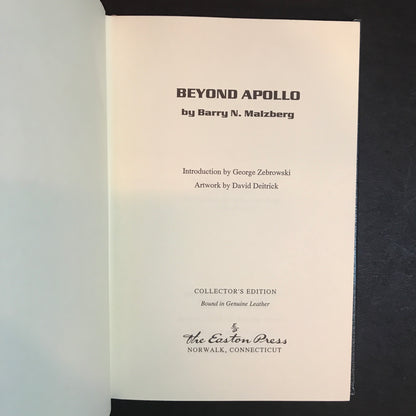 BEYOND APOLLO
by Barry N. Malzberg
Introduction by George Zebrowski
Artwork by David Deitrick
COLLECTOR'S EDITION
Bound in Genuine Leather
The Easton Press
NORWALK, CONNECTICUT